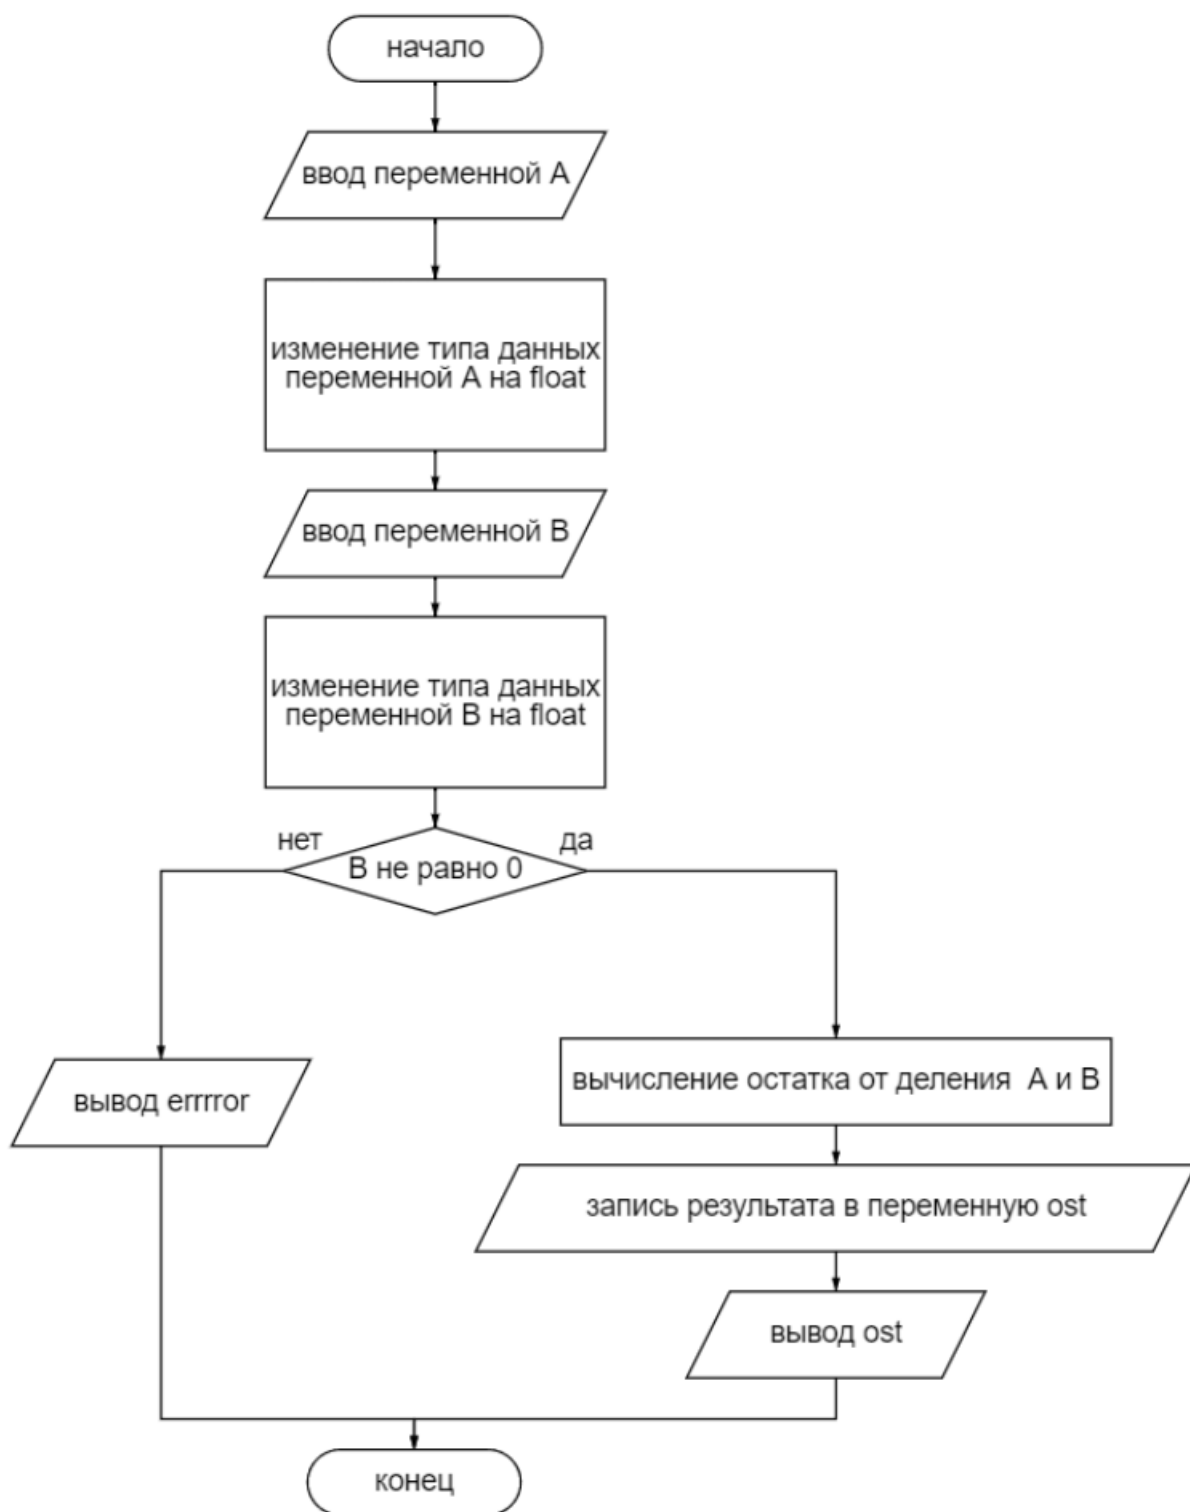 начало
ввод переменной A
изменение типа данных
переменной A на float
ввод переменной B
изменение типа данных
переменной B на float
нет
да
B не равно 0
вывод errrror
вычисление остатка от деления  A и B
запись результата в переменную ost
вывод ost
конец